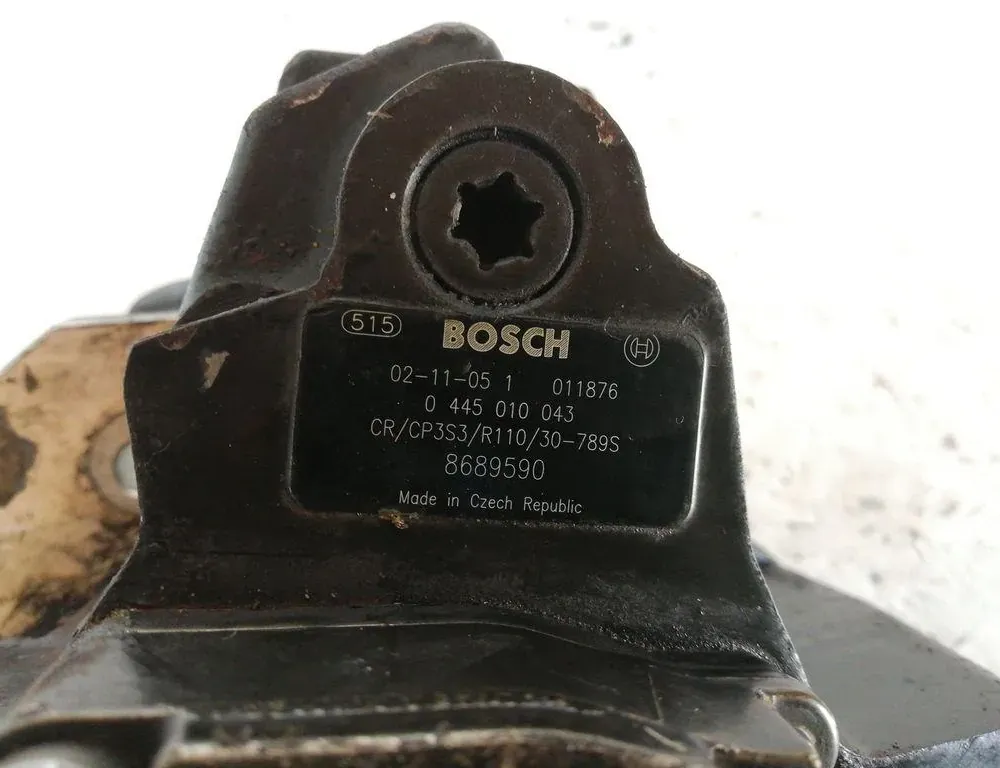 515 BOSCH
02-11-05 1 011876
0 445 010 043
CR/CP3S3/R110/30-789S
8689590
Made in Czech Republic